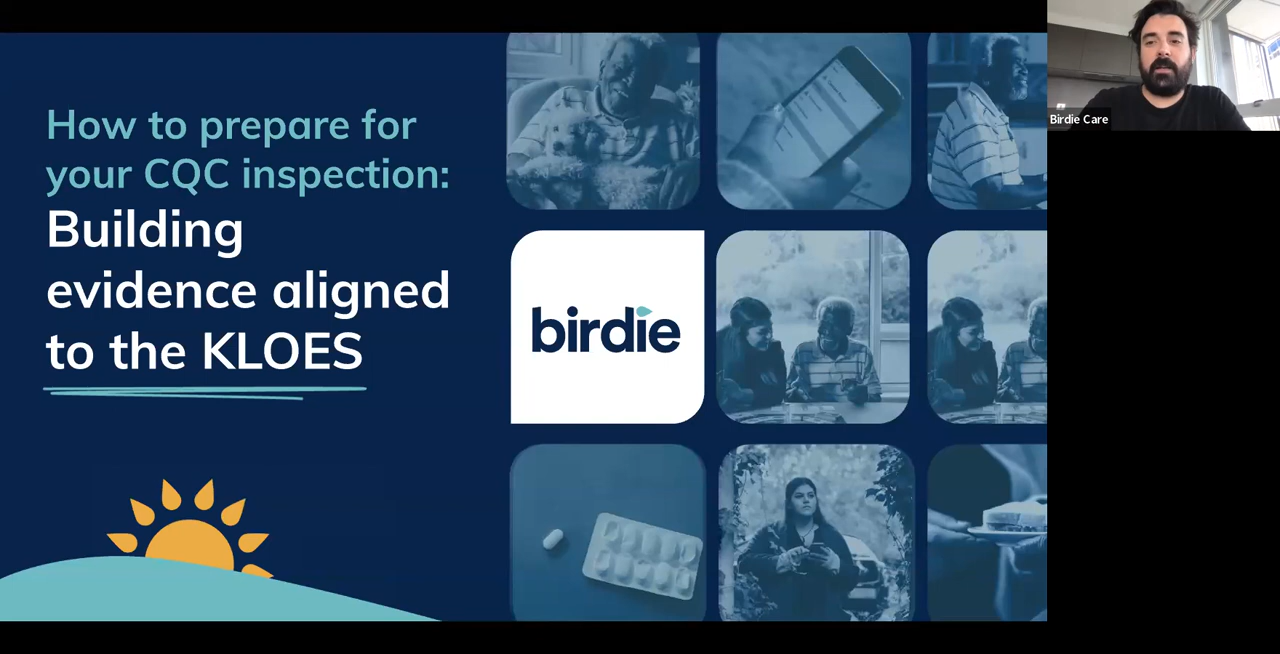 How to prepare for
your CQC inspection:
Building
evidence aligned
to the KLOES
birdie
Birdie Care